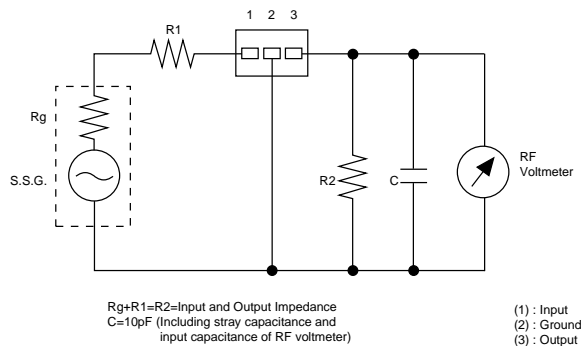 1 2 3
R1
Rg
S.S.G.
R2
C
RF
Voltmeter
Rg+R1=R2=Input and Output Impedance
C=10pF (Including stray capacitance and
input capacitance of RF voltmeter)
(1) : Input
(2) : Ground
(3) : Output